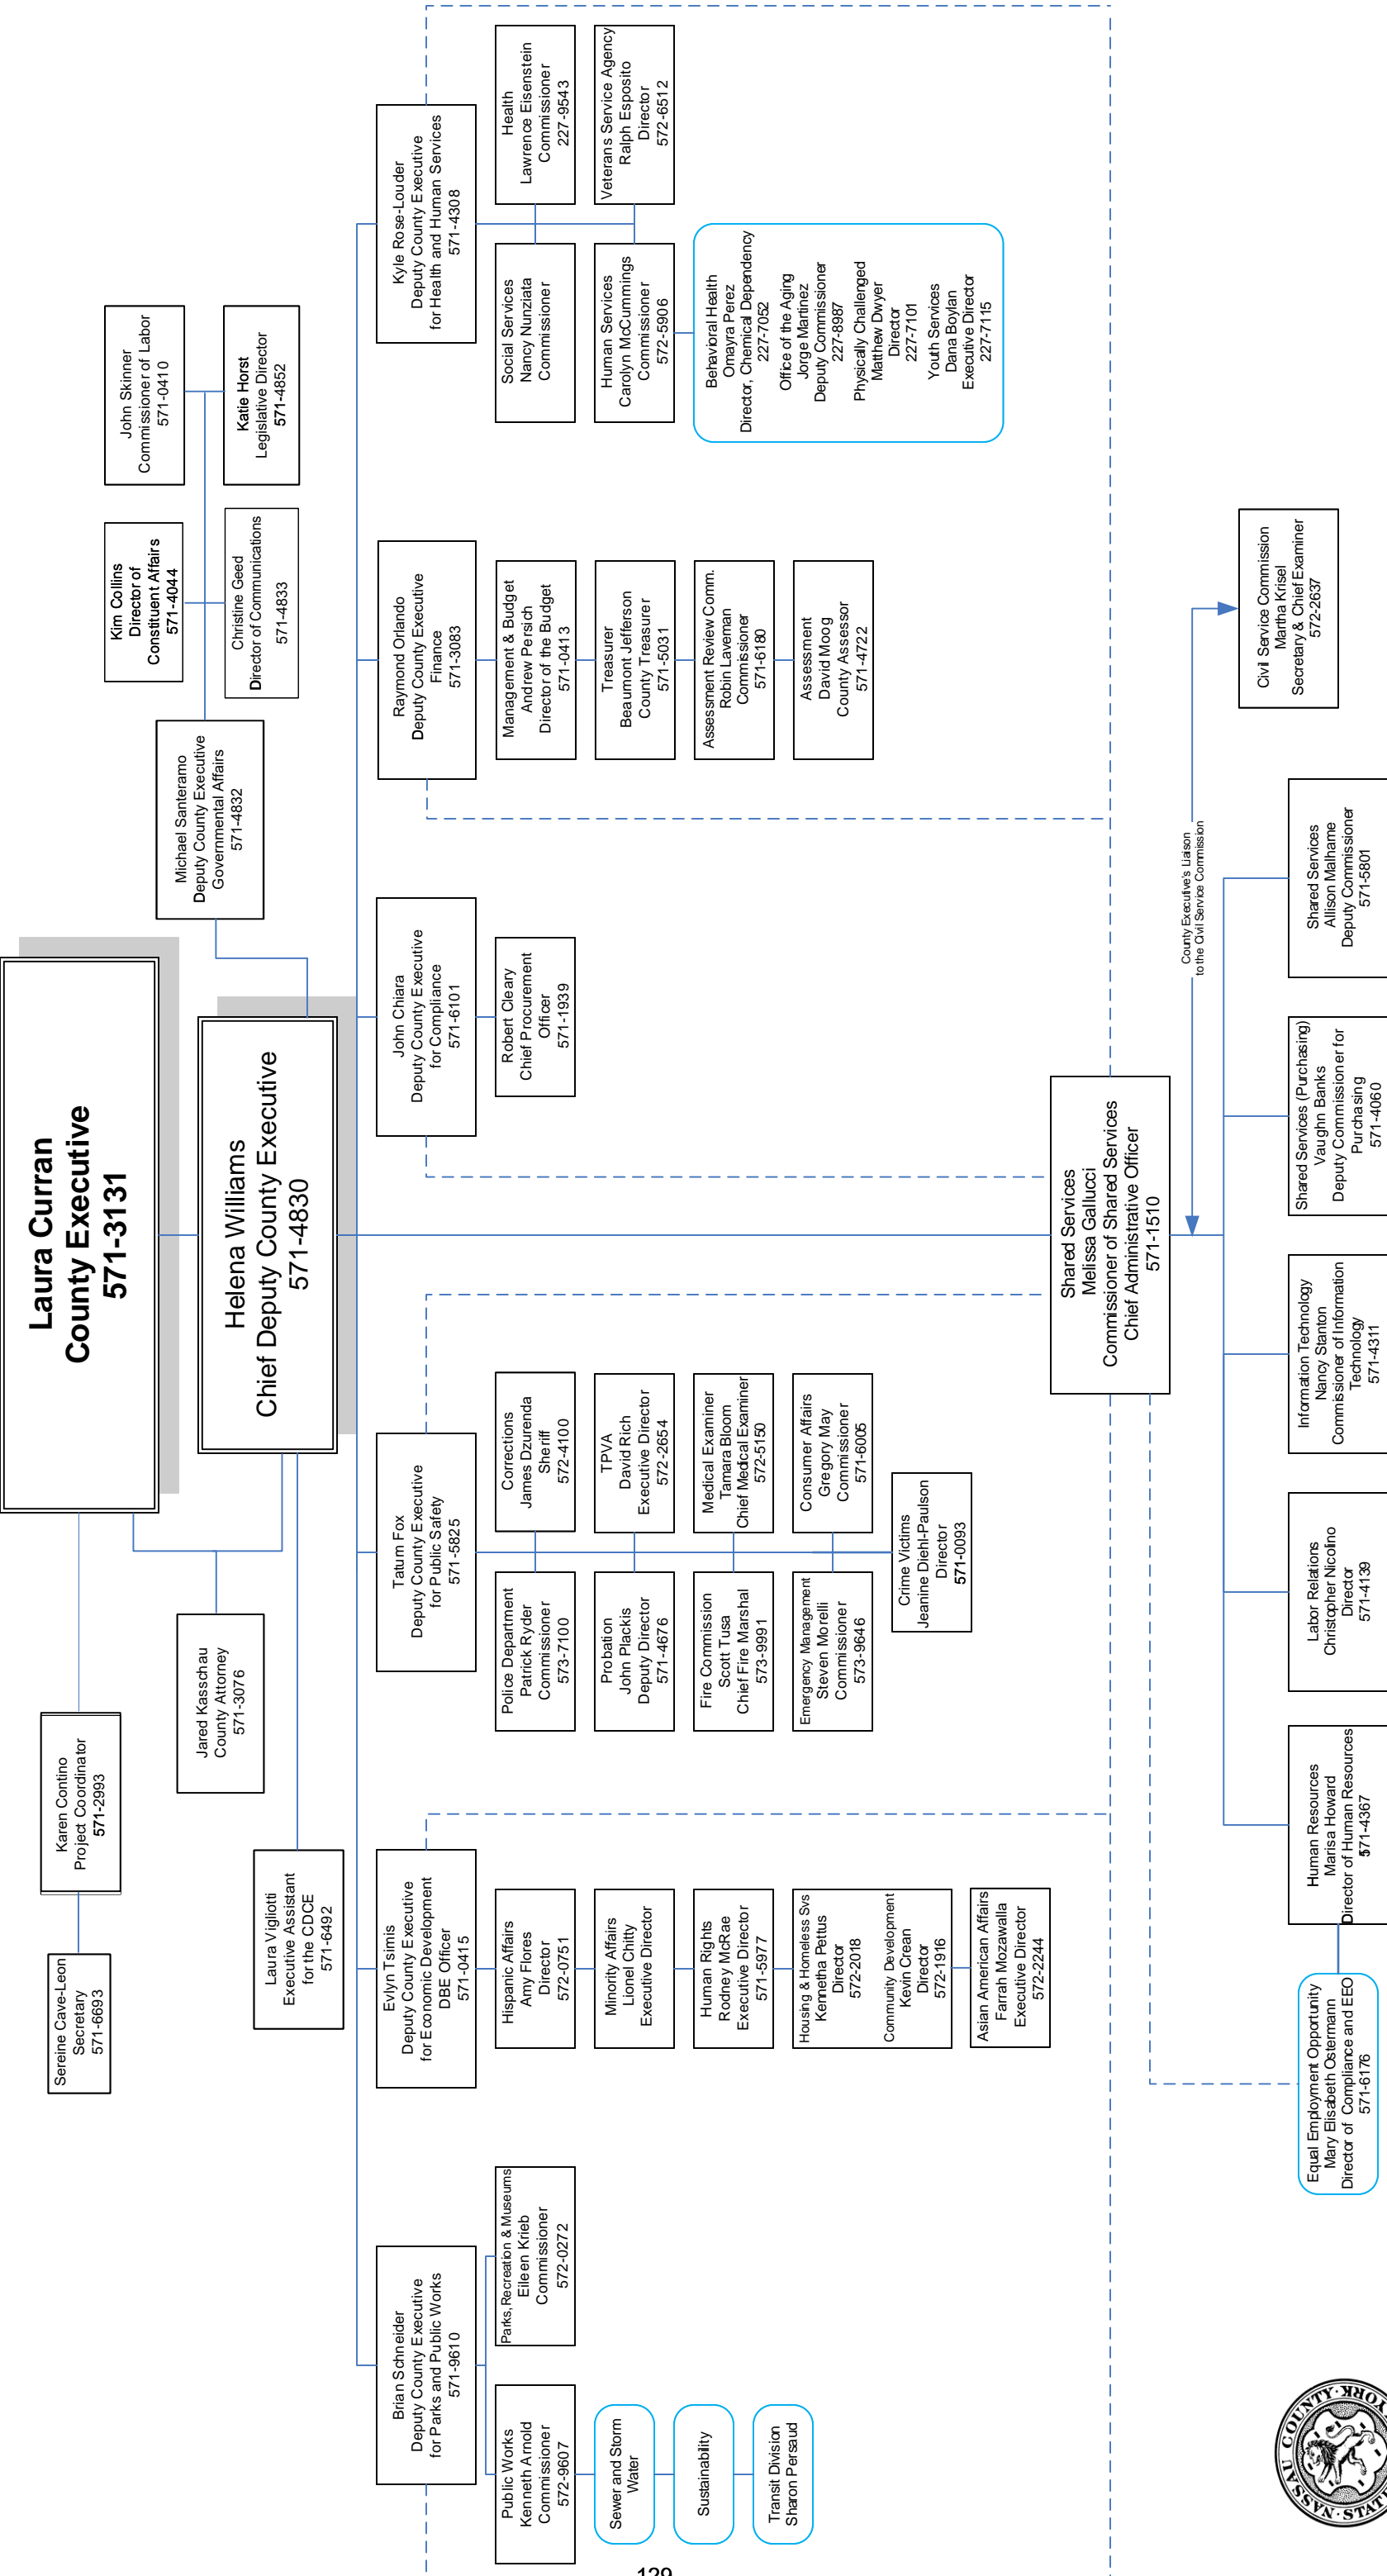 Laura Curran
County Executive
571-3131
Helena Williams
Chief Deputy County Executive
571-4830
Sereine Cave-Leon
Secretary
571-6693
Karen Contino
Project Coordinator
571-2993
Jared Kasschau
County Attorney
571-3076
Laura Vigliotti
Executive Assistant
for the CDCE
571-6492
Michael Santeramo
Deputy County Executive
Governmental Affairs
571-4832
Kim Collins
Director of
Constituent Affairs
571-4044
John Skinner
Commissioner of Labor
571-0410
Christine Geed
Director of Communications
571-4833
Katie Horst
Legislative Director
571-4852
Brian Schneider
Deputy County Executive
for Parks and Public Works
571-9610
Public Works
Kenneth Arnold
Commissioner
572-9607
Parks, Recreation & Museums
Eileen Krieb
Commissioner
572-0272
Sewer and Storm
Water
Sustainability
Transit Division
Sharon Persaud
Evlyn Tsimis
Deputy County Executive
for Economic Development
DBE Officer
571-0415
Hispanic Affairs
Amy Flores
Director
572-0751
Minority Affairs
Lionel Chitty
Executive Director
Human Rights
Rodney McRae
Executive Director
571-5977
Housing & Homeless Svs
Kennetha Pettus
Director
572-2018
Community Development
Kevin Crean
Director
572-1916
Asian American Affairs
Farrah Mozawalla
Executive Director
572-2244
Tatum Fox
Deputy County Executive
for Public Safety
571-5825
Police Department
Patrick Ryder
Commissioner
573-7100
Corrections
James Dzurenda
Sheriff
572-4100
Probation
John Plackis
Deputy Director
571-4676
TPVA
David Rich
Executive Director
572-2654
Fire Commission
Scott Tusa
Chief Fire Marshal
573-9991
Medical Examiner
Tamara Bloom
Chief Medical Examiner
572-5150
Emergency Management
Steven Morelli
Commissioner
573-9646
Consumer Affairs
Gregory May
Commissioner
571-6005
Crime Victims
Jeanine Diehl-Paulson
Director
571-0093
John Chiara
Deputy County Executive
for Compliance
571-6101
Robert Cleary
Chief Procurement
Officer
571-1939
Raymond Orlando
Deputy County Executive
Finance
571-3083
Management & Budget
Andrew Persich
Director of the Budget
571-0413
Treasurer
Beaumont Jefferson
County Treasurer
571-5031
Assessment Review Comm.
Robin Laveman
Commissioner
571-6180
Assessment
David Moog
County Assessor
571-4722
Kyle Rose-Louder
Deputy County Executive
for Health and Human Services
571-4308
Social Services
Nancy Nunziata
Commissioner
Health
Lawrence Eisenstein
Commissioner
227-9543
Human Services
Carolyn McCummings
Commissioner
572-5906
Veterans Service Agency
Ralph Esposito
Director
572-6512
Behavioral Health
Omayra Perez
Director, Chemical Dependency
227-7052
Office of the Aging
Jorge Martinez
Deputy Commissioner
227-8987
Physically Challenged
Matthew Dwyer
Director
227-7101
Youth Services
Dana Boylan
Executive Director
227-7115
Shared Services
Melissa Gallucci
Commissioner of Shared Services
Chief Administrative Officer
571-1510
County Executive's Liaison
to the Civil Service Commission
Civil Service Commission
Martha Krisel
Secretary & Chief Examiner
572-2637
Equal Employment Opportunity
Mary Elisabeth Ostermann
Director of Compliance and EEO
571-6176
Human Resources
Marisa Howard
Director of Human Resources
571-4367
Labor Relations
Christopher Nicolino
Director
571-4139
Information Technology
Nancy Stanton
Commissioner of Information
Technology
571-4311
Shared Services (Purchasing)
Vaughn Banks
Deputy Commissioner for
Purchasing
571-4060
Shared Services
Allison Malhame
Deputy Commissioner
571-5801
NASSAU COUNTY
129